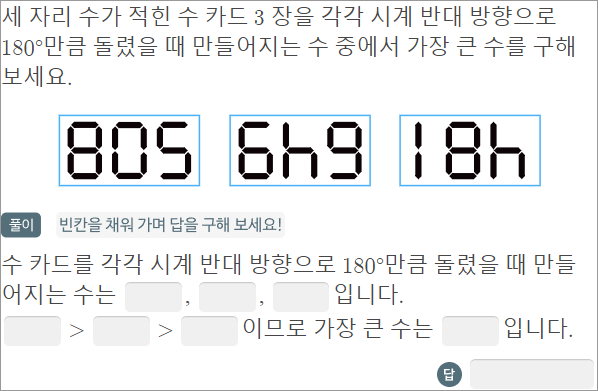 세 자리 수가 적힌 수 카드 3 장을 각각 시계 반대 방향으로
180°만큼 돌렸을 때 만들어지는 수 중에서 가장 큰 수를 구해
보세요.
805 6h9 18h
풀이 빈칸을 채워 가며 답을 구해 보세요!
수 카드를 각각 시계 반대 방향으로 180°만큼 돌렸을 때 만들
어지는 수는 , , 입니다.
> > 이므로 가장 큰 수는 입니다.
답